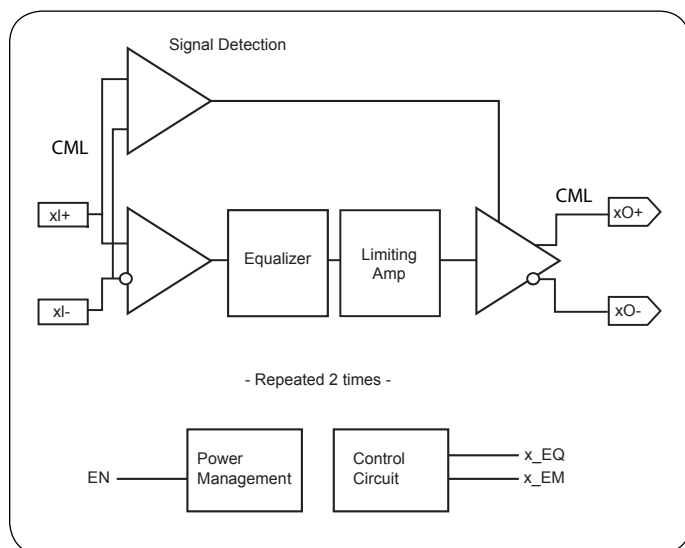 Signal Detection
CML
xI+
xI-
Equalizer
Limiting
Amp
CML
xO+
xO-
- Repeated 2 times -
EN
Power
Management
Control
Circuit
x_EQ
x_EM